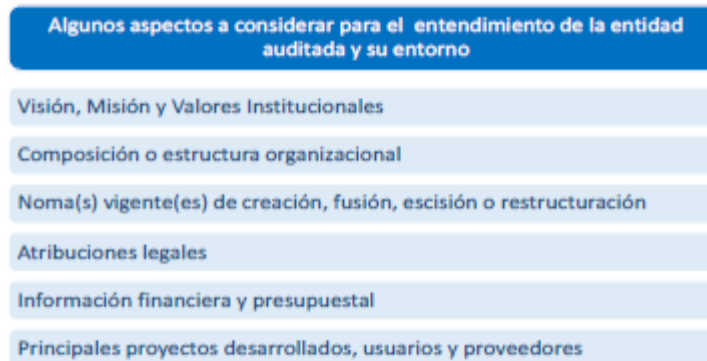 Algunos aspectos a considerar para el entendimiento de la entidad
auditada y su entorno
Visión, Misión y Valores Institucionales
Composición o estructura organizacional
Noma(s) vigente(es) de creación, fusión, escisión o restructuración
Atribuciones legales
Información financiera y presupuestal
Principales proyectos desarrollados, usuarios y proveedores